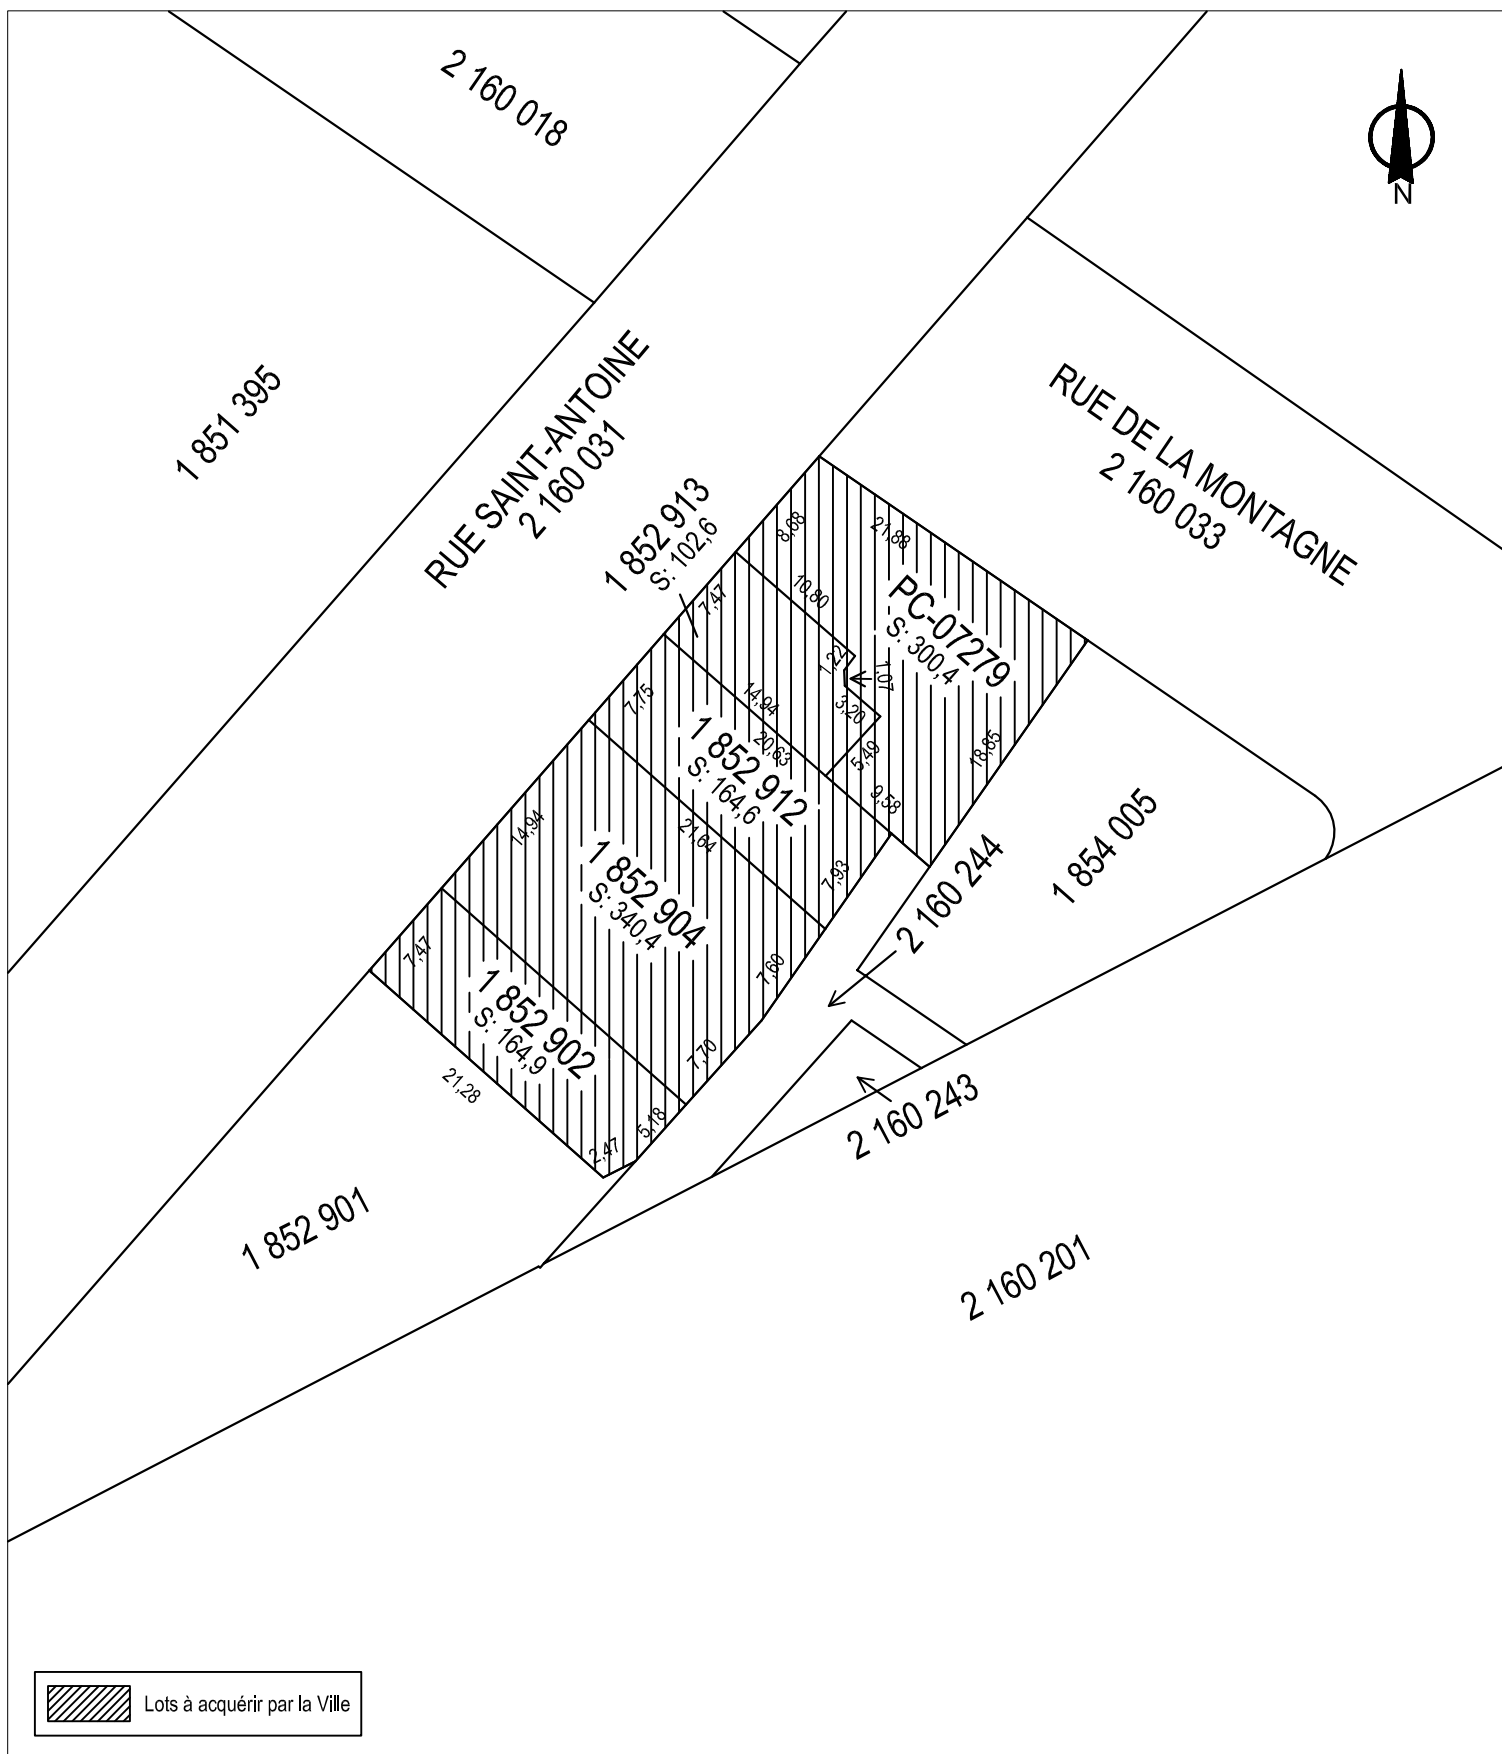 2 160 018
N
1 851 395
RUE SAINT-ANTOINE
2 160 031
RUE DE LA MONTAGNE
2 160 033
1 852 913
S: 102,6
8,68
21,88
7,47
10,80
PC-07279
S: 300,4
1,22
1,07
3,20
7,75
14,94
20,63
5,49
18,85
9,58
1 852 912
S: 164,6
14,94
21,64
7,93
1 852 904
S: 340,4
7,60
2 160 244
1 854 005
7,47
1 852 902
S: 164,9
7,70
21,28
5,18
2,47
2 160 243
1 852 901
2 160 201
Lots à acquérir par la Ville